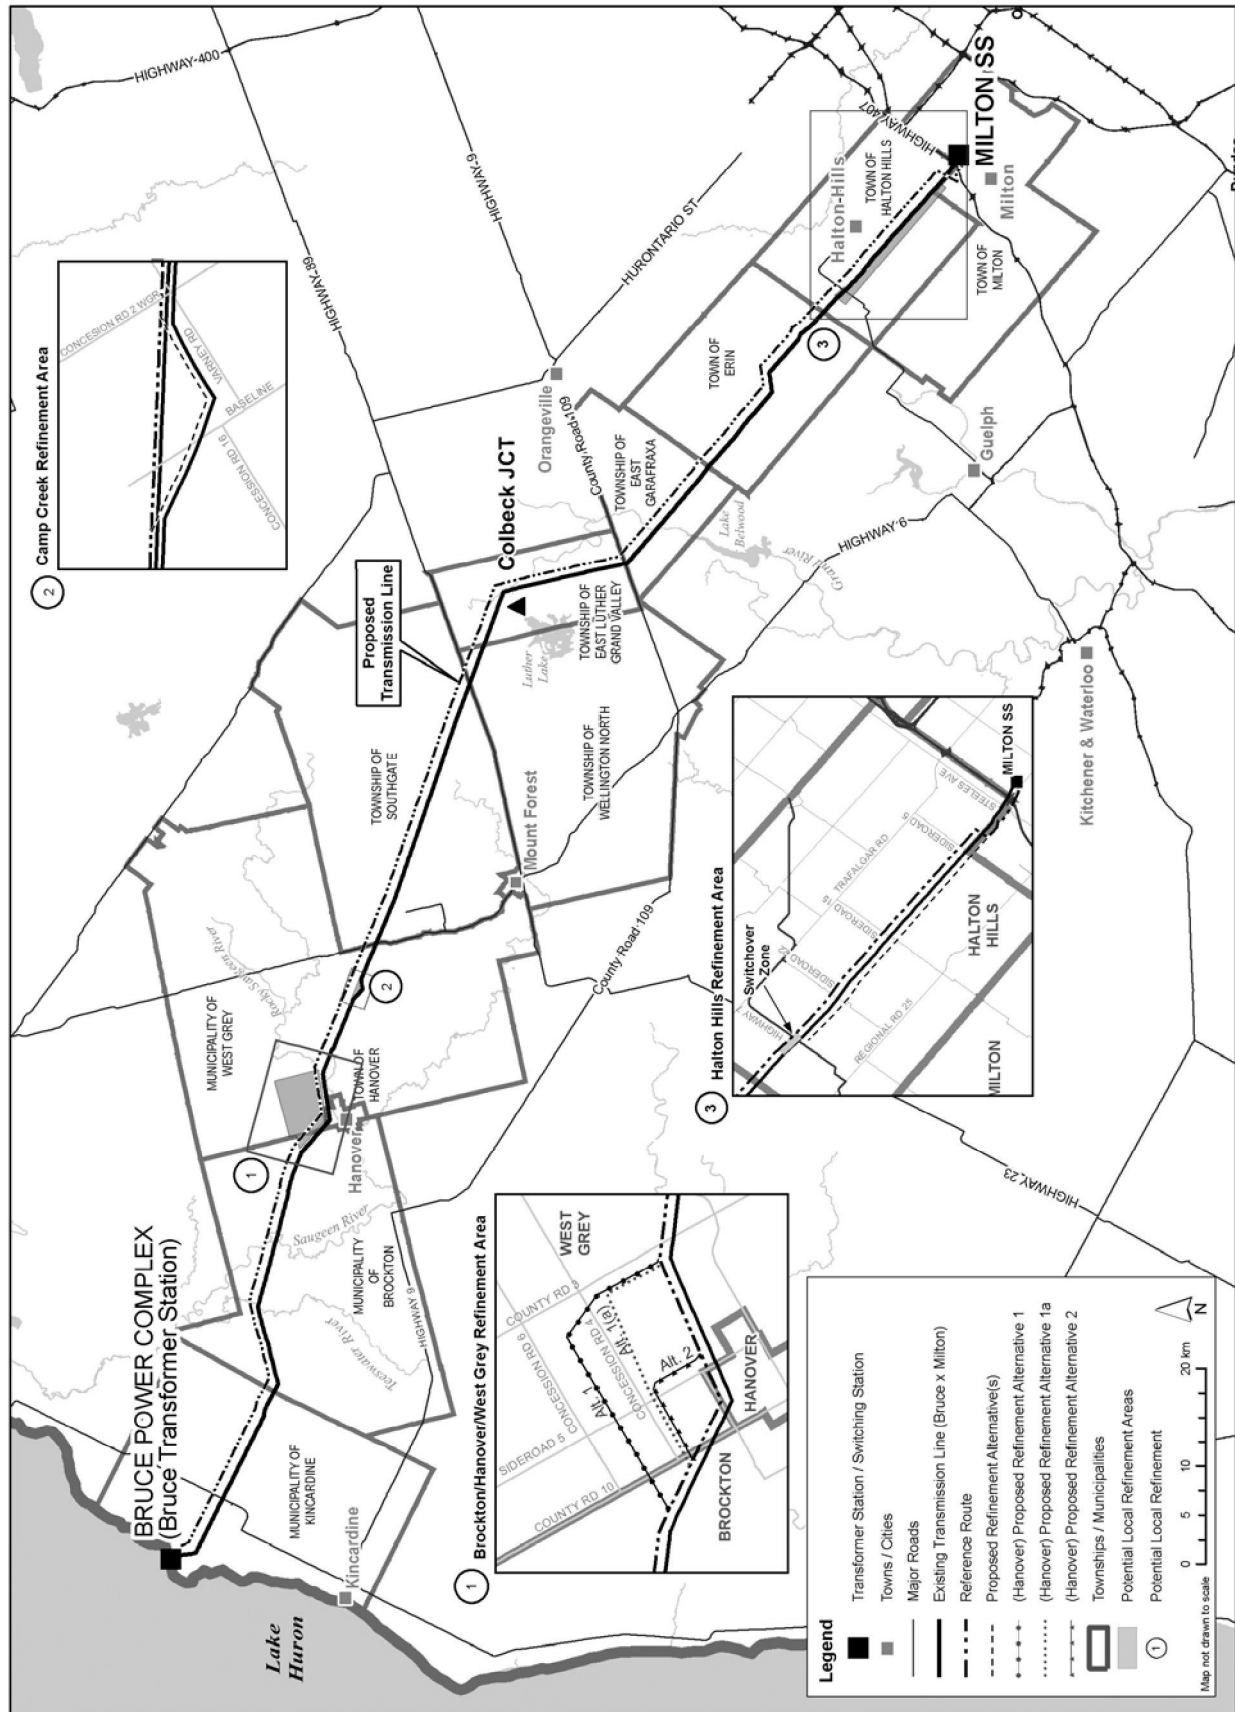 BRUCE POWER COMPLEX
(Bruce Transformer Station)
Lake
Huron
MUNICIPALITY OF
KINCARDINE
Kincardine
Teeswater River
Saugeen River
MUNICIPALITY
OF
BROCKTON
HIGHWAY 9
1
Hanover
TOWN OF
HANOVER
MUNICIPALITY OF
WEST GREY
Rocky Saugeen River
2
TOWNSHIP OF
SOUTHGATE
Mount Forest
Proposed
Transmission Line
TOWNSHIP OF
WELLINGTON NORTH
Luther
Lake
Colbeck JCT
TOWNSHIP OF
EAST LUTHER
GRAND VALLEY
County Road 109
Orangeville
County Road 109
TOWNSHIP OF
EAST
GARAFRAXA
Lake
Belwood
Grand River
HIGHWAY 6
HIGHWAY-89
HIGHWAY-9
HIGHWAY-400
HURONTARIO ST
TOWN OF
ERIN
3
Halton-Hills
TOWN OF
HALTON HILLS
HIGHWAY 407
MILTON SS
Milton
TOWN OF
MILTON
Guelph
Kitchener & Waterloo
HIGHWAY 23
2
Camp Creek Refinement Area
CONCESION RD 2 WGR
VARNEY RD
BASELINE
CONCESSION RD 16
1
Brockton/Hanover/West Grey Refinement Area
WEST
GREY
COUNTY RD 3
CONCESSION RD 6
CONCESSION RD 4
SIDEROAD 5
COUNTY RD 10
Alt. 1
Alt. 1(a)
Alt. 2
BROCKTON
HANOVER
3
Halton Hills Refinement Area
Switchover
Zone
HIGHWAY 7
SIDEROAD 22
SIDEROAD 15
TRAFALGAR RD
SIDEROAD 5
STEELES AVE
REGIONAL RD 25
HALTON
HILLS
MILTON
MILTON SS
Legend
Transformer Station / Switching Station
Towns / Cities
Major Roads
Existing Transmission Line (Bruce x Milton)
Reference Route
Proposed Refinement Alternative(s)
(Hanover) Proposed Refinement Alternative 1
(Hanover) Proposed Refinement Alternative 1a
(Hanover) Proposed Refinement Alternative 2
Townships / Municipalities
Potential Local Refinement Areas
1 Potential Local Refinement
0 5 10 20 km
N
Map not drawn to scale